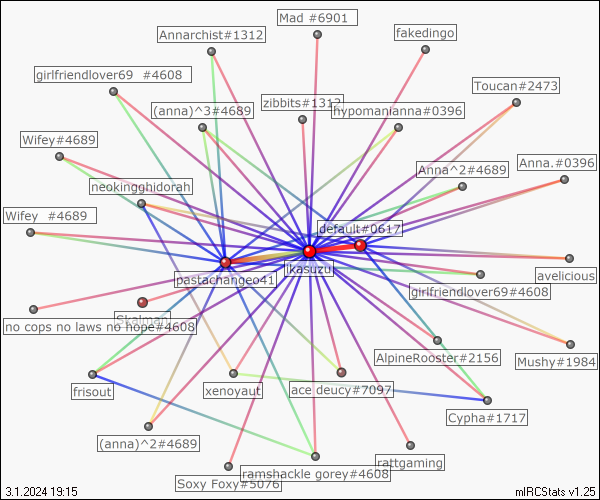 Mad #6901
Annarchist#1312
fakedingo
girlfriendlover69 #4608
Toucan#2473
(anna)^3#4689
zibbits#1312
hypomanianna#0396
Wifey#4689
Anna^2#4689
Anna.#0396
neokingghidorah
Wifey #4689
default#0617
pastachangeo41
ikasuzu
avelicious
girlfriendlover69#4608
Skalman
no cops no laws no hope#4608
AlpineRooster#2156
Mushy#1984
frisout
xenoyaut
ace deucy#7097
Cypha#1717
(anna)^2#4689
rattgaming
ramshackle gorey#4608
Soxy Foxy#5076
3.1.2024 19:15
mIRCStats v1.25